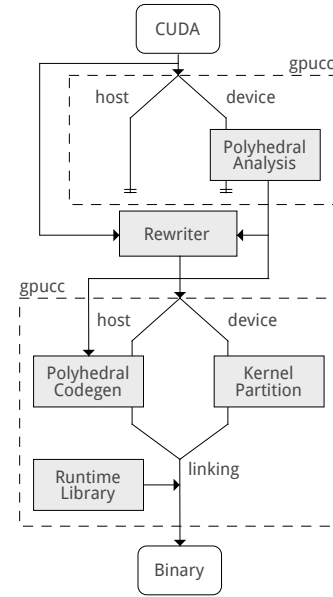 CUDA
gpucc
host
device
Polyhedral
Analysis
Rewriter
gpucc
host
device
Polyhedral
Codegen
Kernel
Partition
linking
Runtime
Library
Binary